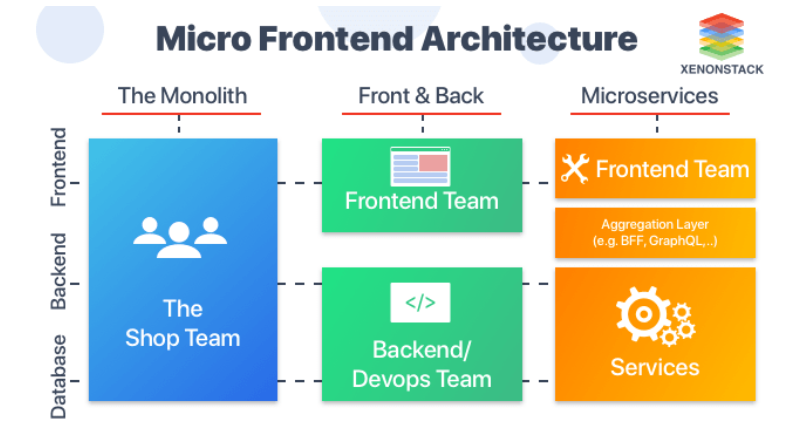 Micro Frontend Architecture
XENONSTACK
The Monolith
Front & Back
Microservices
Frontend
Backend
Database
The
Shop Team
Frontend Team
</>
Backend/
Devops Team
Frontend Team
Aggregation Layer
(e.g. BFF, GraphQL,..)
Services